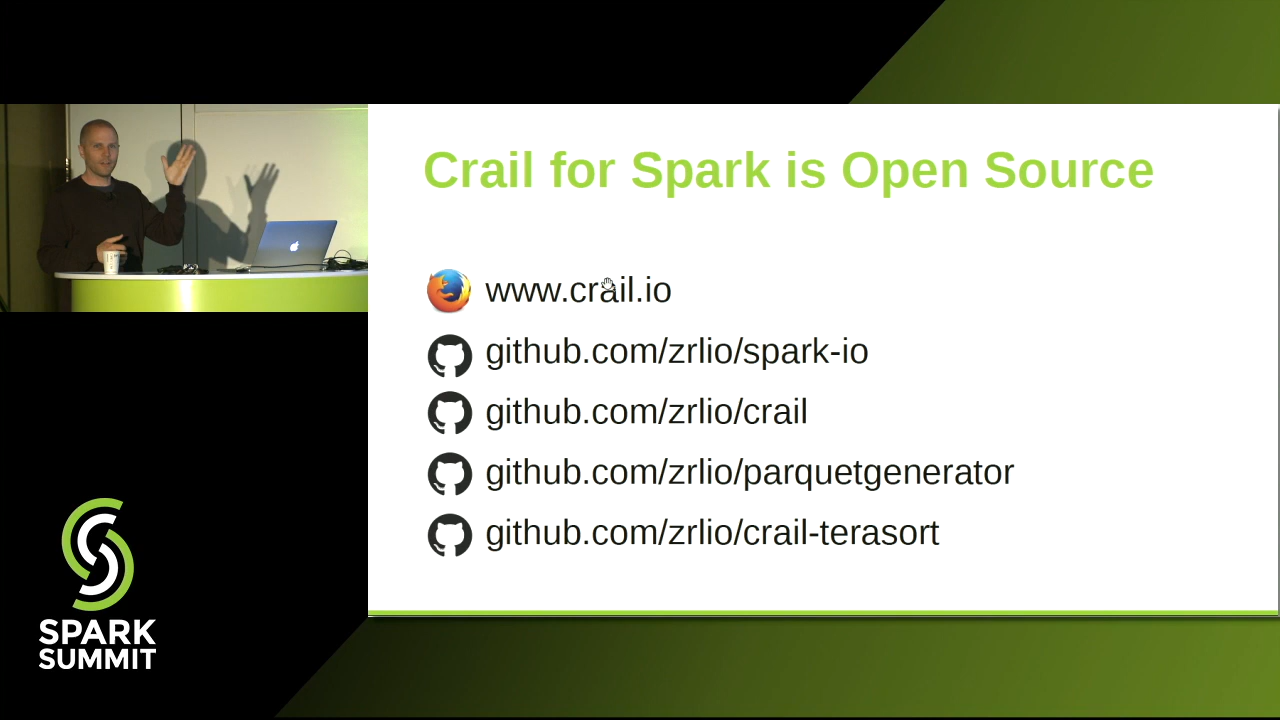 Crail for Spark is Open Source
www.crail.io
github.com/zrlio/spark-io
github.com/zrlio/crail
github.com/zrlio/parquetgenerator
github.com/zrlio/crail-terasort
SPARK
SUMMIT